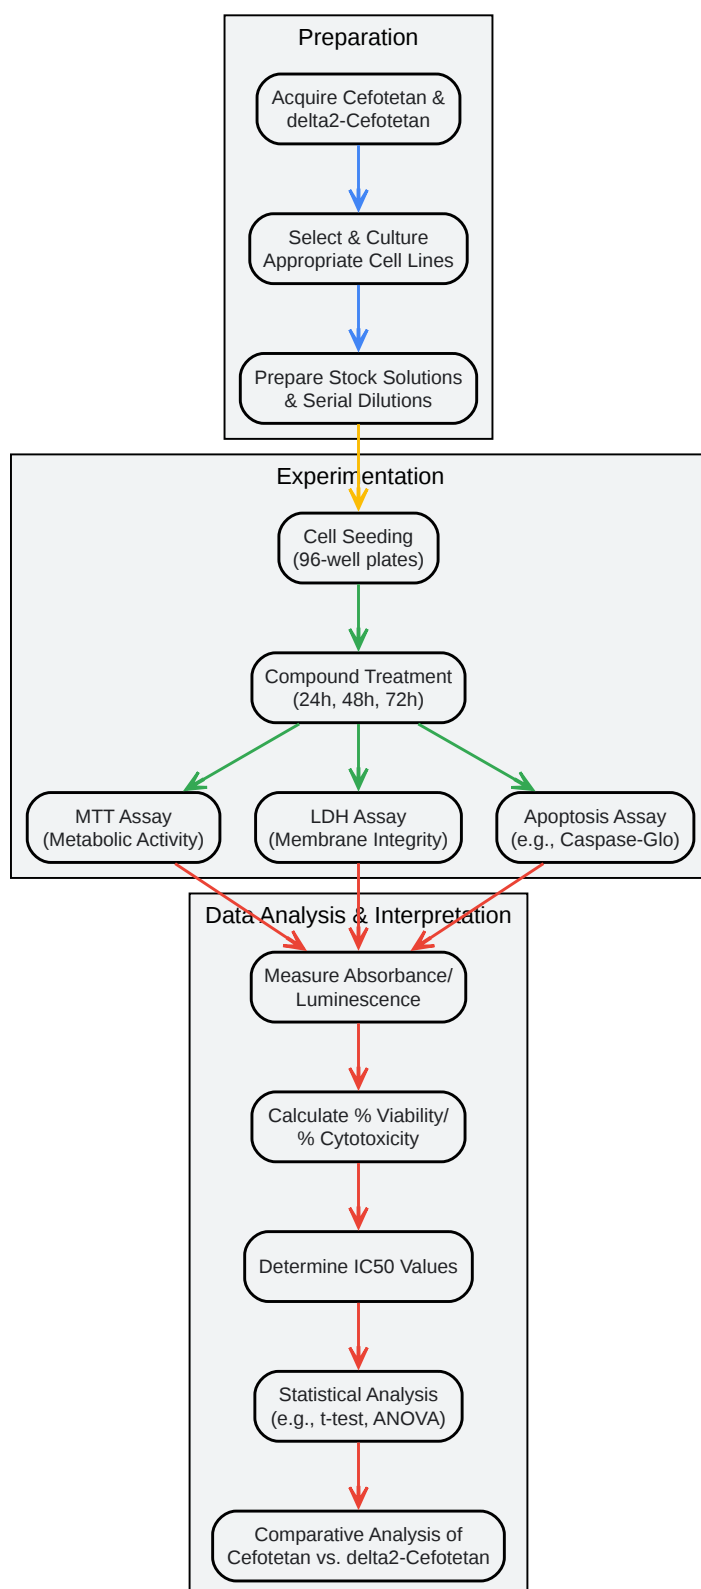 Preparation
Acquire Cefotetan &
delta2-Cefotetan
Select & Culture
Appropriate Cell Lines
Prepare Stock Solutions
& Serial Dilutions
Experimentation
Cell Seeding
(96-well plates)
Compound Treatment
(24h, 48h, 72h)
MTT Assay
(Metabolic Activity)
LDH Assay
(Membrane Integrity)
Apoptosis Assay
(e.g., Caspase-Glo)
Data Analysis & Interpretation
Measure Absorbance/
Luminescence
Calculate % Viability/
% Cytotoxicity
Determine IC50 Values
Statistical Analysis
(e.g., t-test, ANOVA)
Comparative Analysis of
Cefotetan vs. delta2-Cefotetan